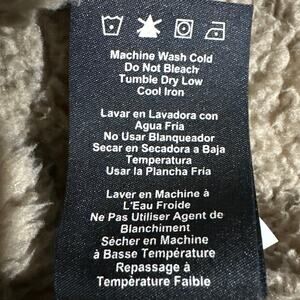 Machine Wash Cold
Do Not Bleach
Tumble Dry Low
Cool Iron
Lavar en Lavadora con
Agua Fría
No Usar Blanqueador
Secar en Secadora a Baja
Temperatura
Usar la Plancha Fría
Laver en Machine à
L'Eau Froide
Ne Pas Utiliser Agent de
Blanchiment
Sécher en Machine
à Basse Température
Repassage à
Température Faible